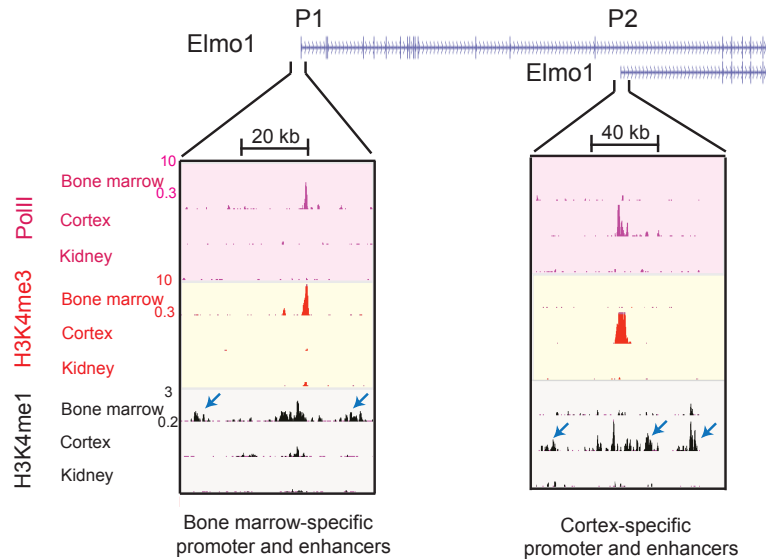 P1
P2
Elmo1
Elmo1
20 kb
40 kb
PolII
10
Bone marrow
0.3
Cortex
Kidney
H3K4me3
10
Bone marrow
0.3
Cortex
Kidney
H3K4me1
3
Bone marrow
0.2
Cortex
Kidney
Bone marrow-specific
promoter and enhancers
Cortex-specific
promoter and enhancers